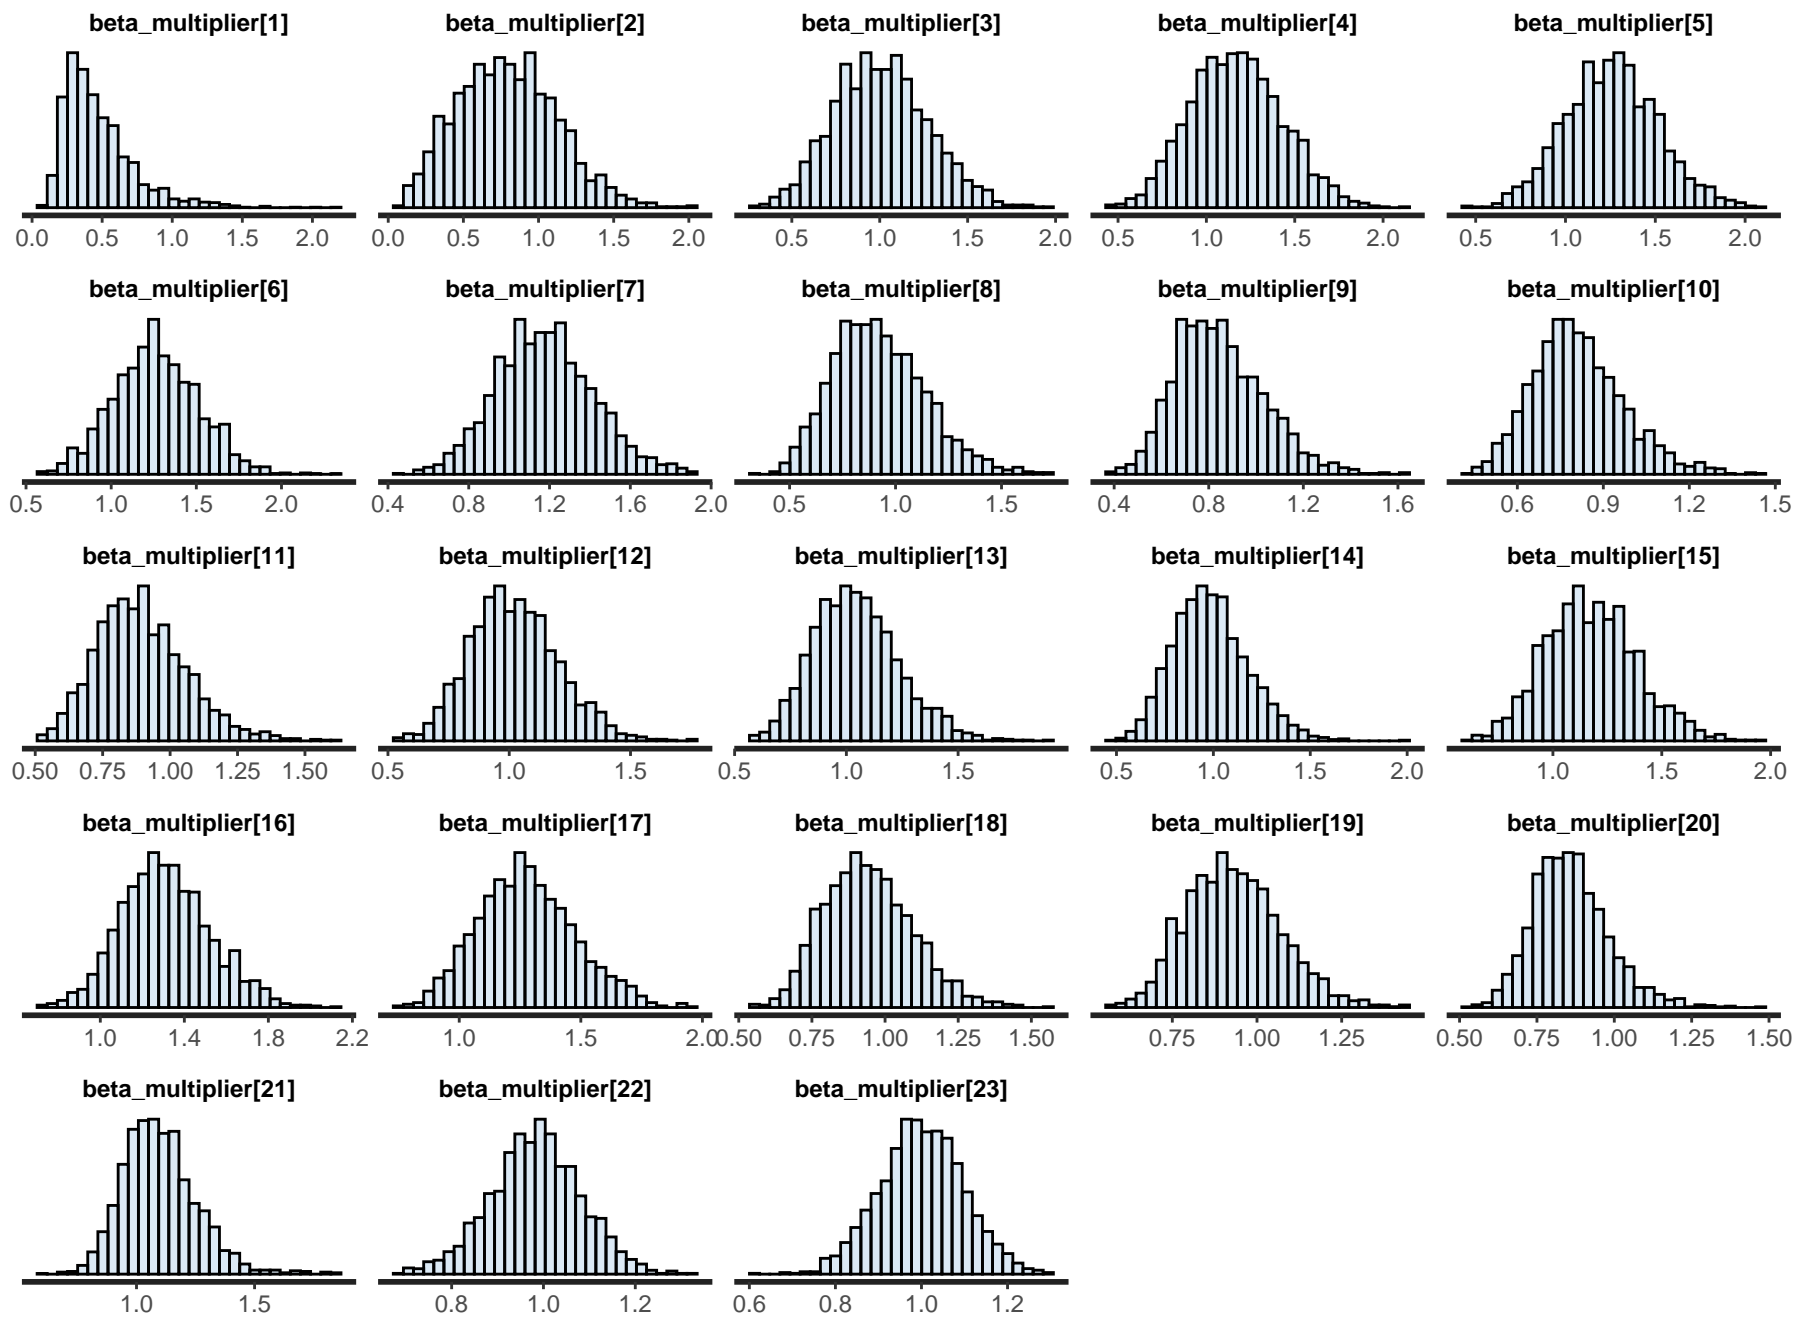 beta_multiplier[1] beta_multiplier[2] beta_multiplier[3] beta_multiplier[4] beta_multiplier[5]
0.0 0.5 1.0 1.5 2.0 0.0 0.5 1.0 1.5 2.0 0.5 1.0 1.5 2.0 0.5 1.0 1.5 2.0 0.5 1.0 1.5 2.0
beta_multiplier[6] beta_multiplier[7] beta_multiplier[8] beta_multiplier[9] beta_multiplier[10]
0.5 1.0 1.5 2.0 0.4 0.8 1.2 1.6 2.0 0.5 1.0 1.5 0.4 0.8 1.2 1.6 0.6 0.9 1.2 1.5
beta_multiplier[11] beta_multiplier[12] beta_multiplier[13] beta_multiplier[14] beta_multiplier[15]
0.50 0.75 1.00 1.25 1.50 0.5 1.0 1.5 0.5 1.0 1.5 0.5 1.0 1.5 2.0 1.0 1.5 2.0
beta_multiplier[16] beta_multiplier[17] beta_multiplier[18] beta_multiplier[19] beta_multiplier[20]
1.0 1.4 1.8 2.2 1.0 1.5 2.0 0.50 0.75 1.00 1.25 1.50 0.75 1.00 1.25 0.50 0.75 1.00 1.25 1.50
beta_multiplier[21] beta_multiplier[22] beta_multiplier[23]
1.0 1.5 0.8 1.0 1.2 0.6 0.8 1.0 1.2